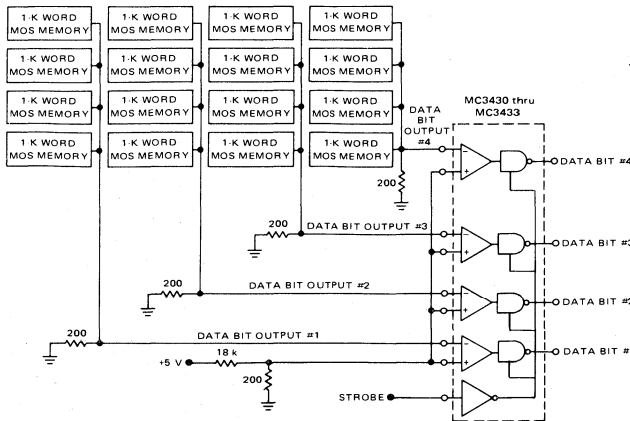 1-K WORD 1-K WORD 1-K WORD 1-K WORD
MOS MEMORY MOS MEMORY MOS MEMORY MOS MEMORY
1-K WORD 1-K WORD 1-K WORD 1-K WORD
MOS MEMORY MOS MEMORY MOS MEMORY MOS MEMORY
1-K WORD 1-K WORD 1-K WORD 1-K WORD
MOS MEMORY MOS MEMORY MOS MEMORY MOS MEMORY
1-K WORD 1-K WORD 1-K WORD 1-K WORD
MOS MEMORY MOS MEMORY MOS MEMORY MOS MEMORY
DATA
BIT
OUTPUT
#4
MC3430 thru
MC3433
DATA BIT #4
200
200
DATA BIT OUTPUT #3
DATA BIT #3
200
DATA BIT OUTPUT #2
DATA BIT #2
200
DATA BIT OUTPUT #1
DATA BIT #
+5 V
18 k
200
STROBE
- +
- +
- +
- +